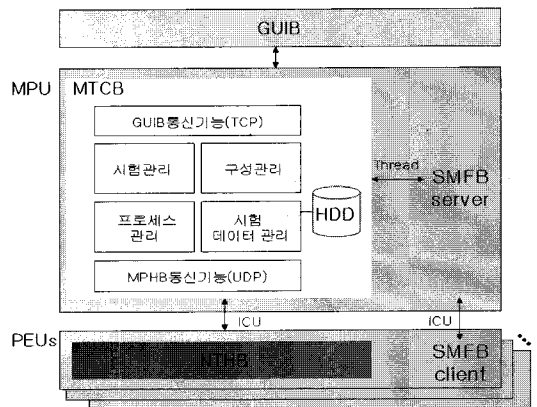 GUIB
MPU
MTCB
GUIB통신기능(TCP)
시험관리
구성관리
Thread
SMFB
server
프로세스
관리
시험
데이터 관리
HDD
MPHB통신기능(UDP)
ICU
ICU
PEUs
NTHB
SMFB
client